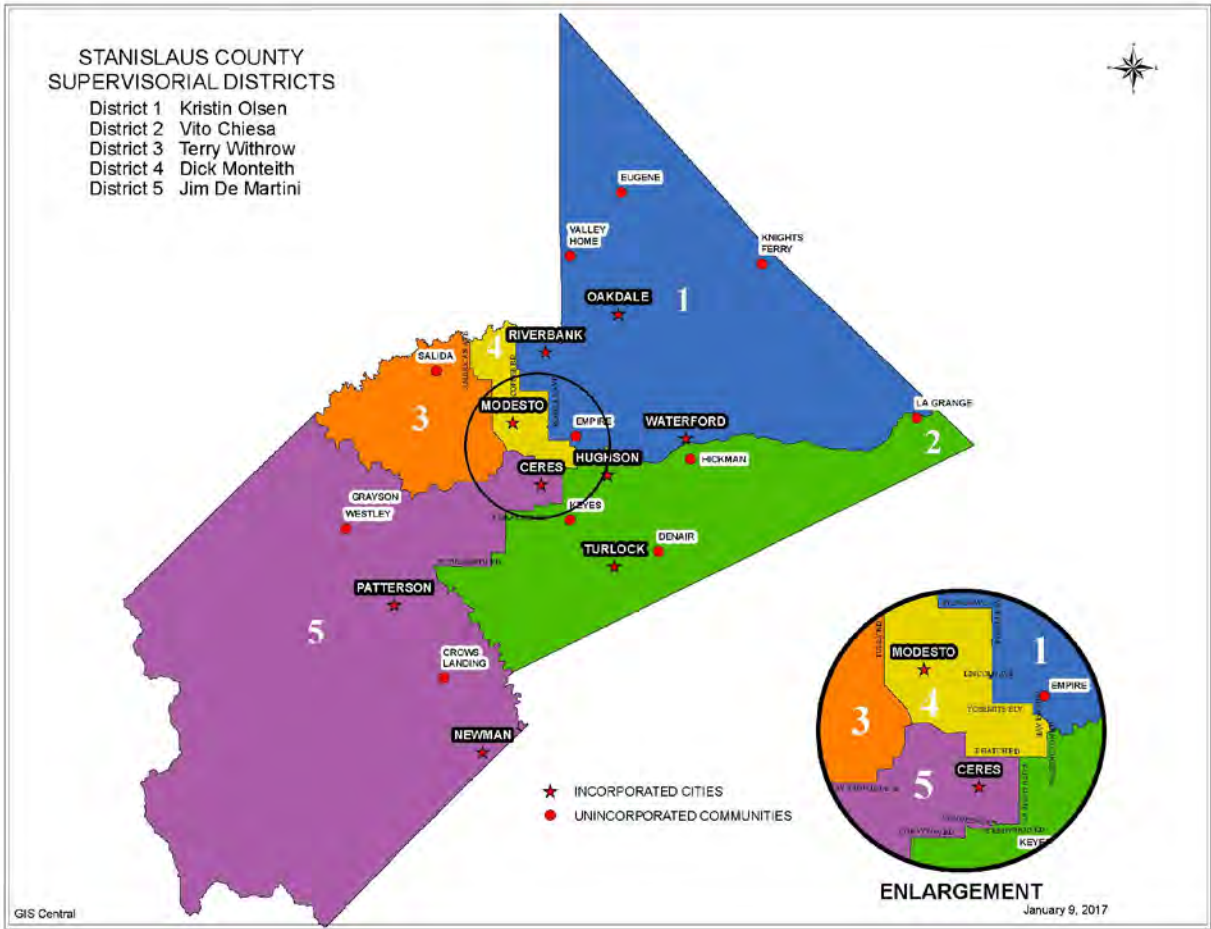 STANISLAUS COUNTY
SUPERVISORIAL DISTRICTS
District 1 Kristin Olsen
District 2 Vito Chiesa
District 3 Terry Withrow
District 4 Dick Monteith
District 5 Jim De Martini
EUGENE
VALLEY
HOME
KNIGHTS
FERRY
OAKDALE
1
RIVERBANK
4
SALIDA
LA GRANGE
3
MODESTO
EMPIRE
WATERFORD
2
HUGHSON
HICKMAN
CERES
GRAYSON
WESTLEY
KEYES
DENAIR
TURLOCK
PATTERSON
5
CROWS
LANDING
NEWMAN
INCORPORATED CITIES
UNINCORPORATED COMMUNITIES
MODESTO
1
EMPIRE
4
YOSEMITE
3
CERES
5
KEYE
ENLARGEMENT
January 9, 2017
GIS Central